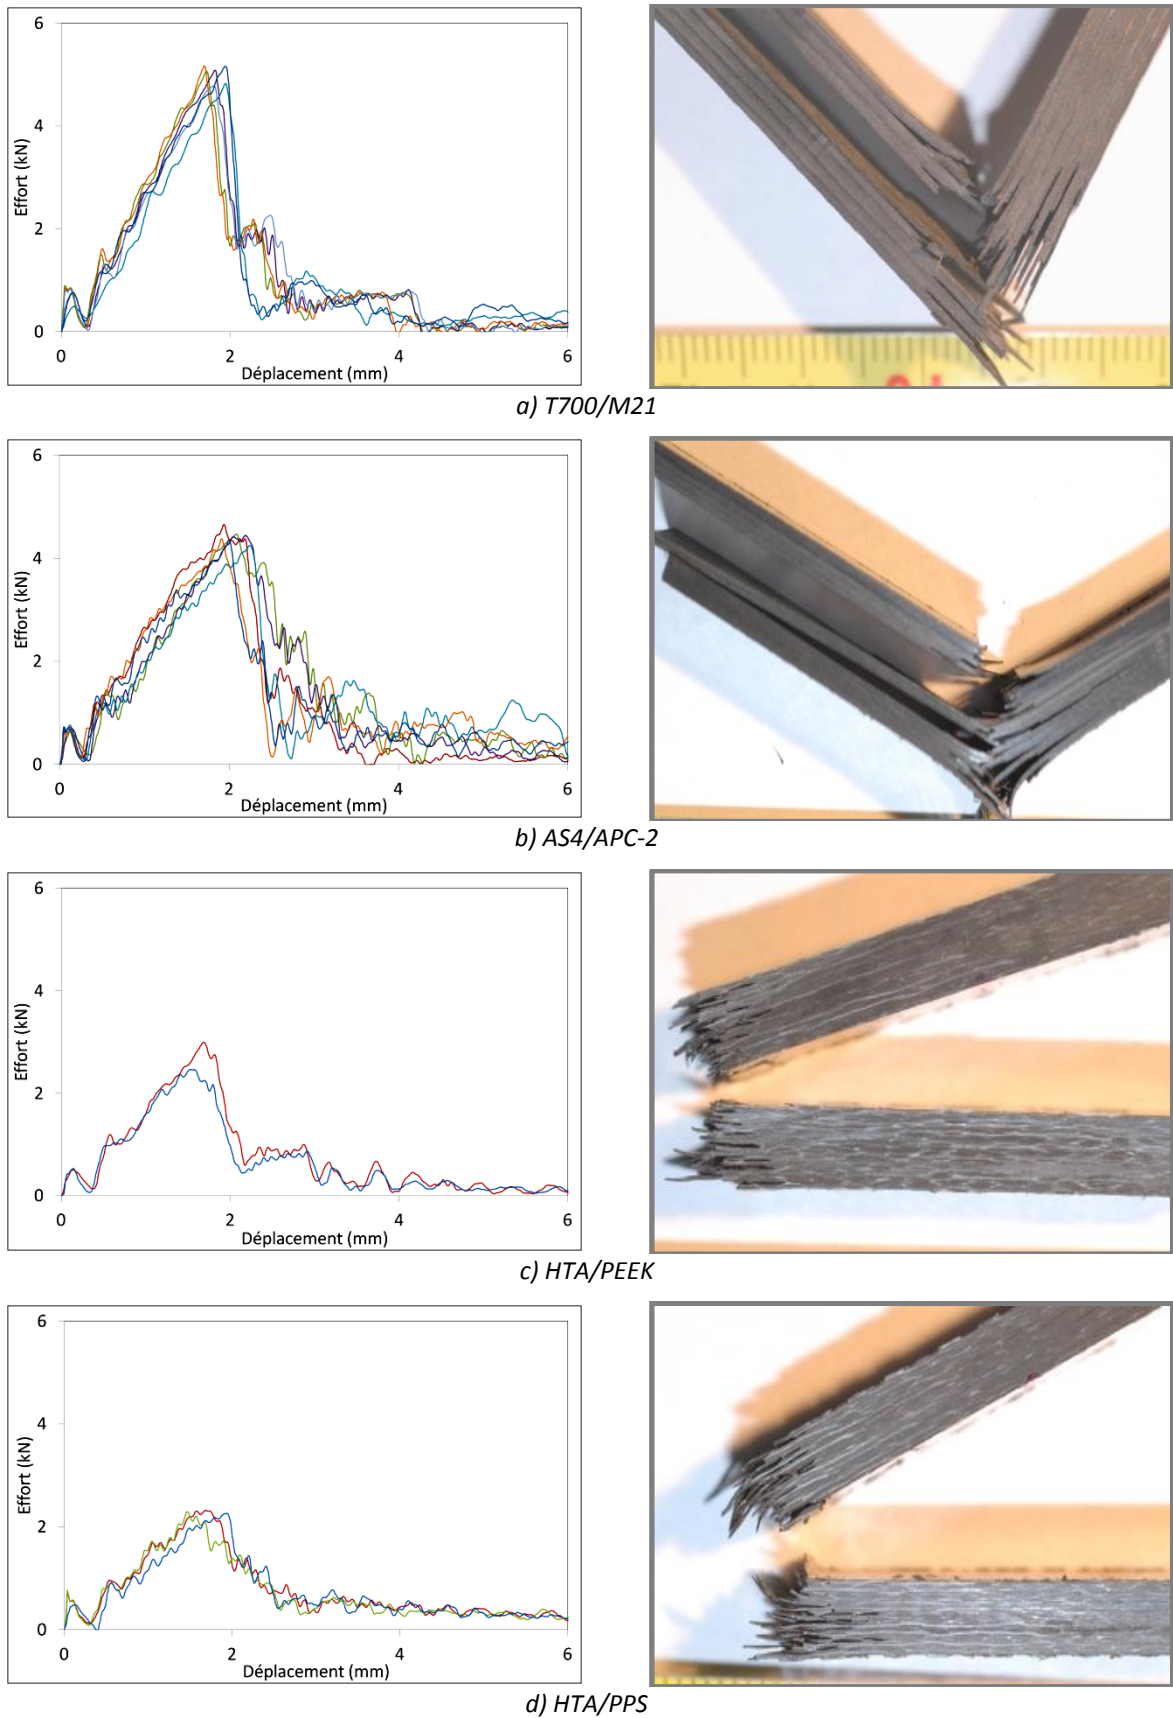 6
4
2
0
Effort (kN)
0
2
4
6
Déplacement (mm)
a) T700/M21
6
4
2
0
Effort (kN)
0
2
4
6
Déplacement (mm)
b) AS4/APC-2
6
4
2
0
Effort (kN)
0
2
4
6
Déplacement (mm)
c) HTA/PEEK
6
4
2
0
Effort (kN)
0
2
4
6
Déplacement (mm)
d) HTA/PPS